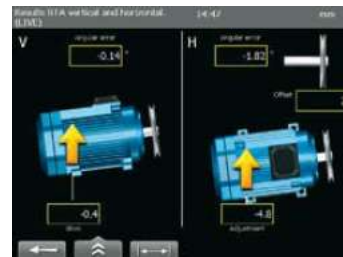 Results BTA vertical and horizontal. 14:47 mm
(LIVE)
V
angular error
-0.14 °
H
angular error
-1.82 °
Offset
-0.4
Shim
-4.8
Adjustment